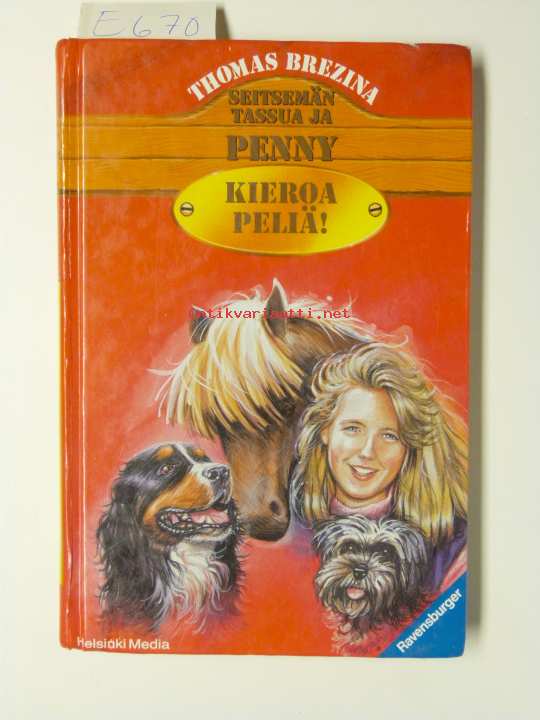 E670
THOMAS BREZINA
SEITSEMÄN
TASSUA JA
PENNY
KIEROA
PELIÄ!
antikvariaatti.net
Helsinki Media
Ravensburger